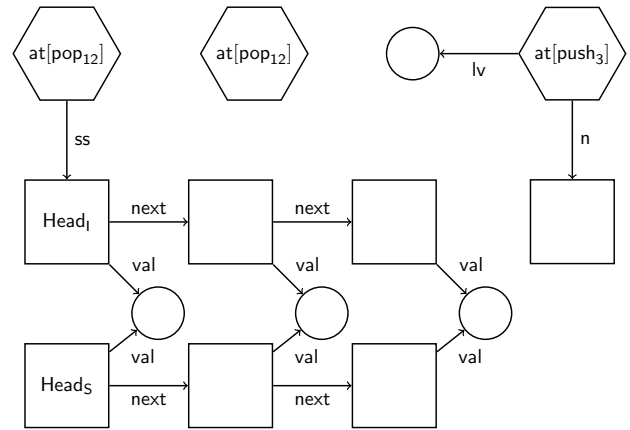 at[pop₁₂]
at[pop₁₂]
at[push₃]
lv
ss
n
Head_I
next
next
val
val
val
Head_S
val
val
val
next
next